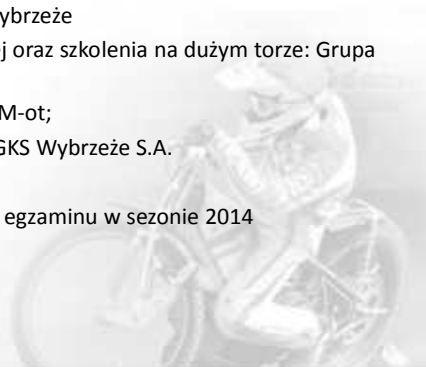 ybrzeże
j oraz szkolenia na dużym torze: Grupa
M-ot;
GKS Wybrzeże S.A.
egzaminu w sezonie 2014